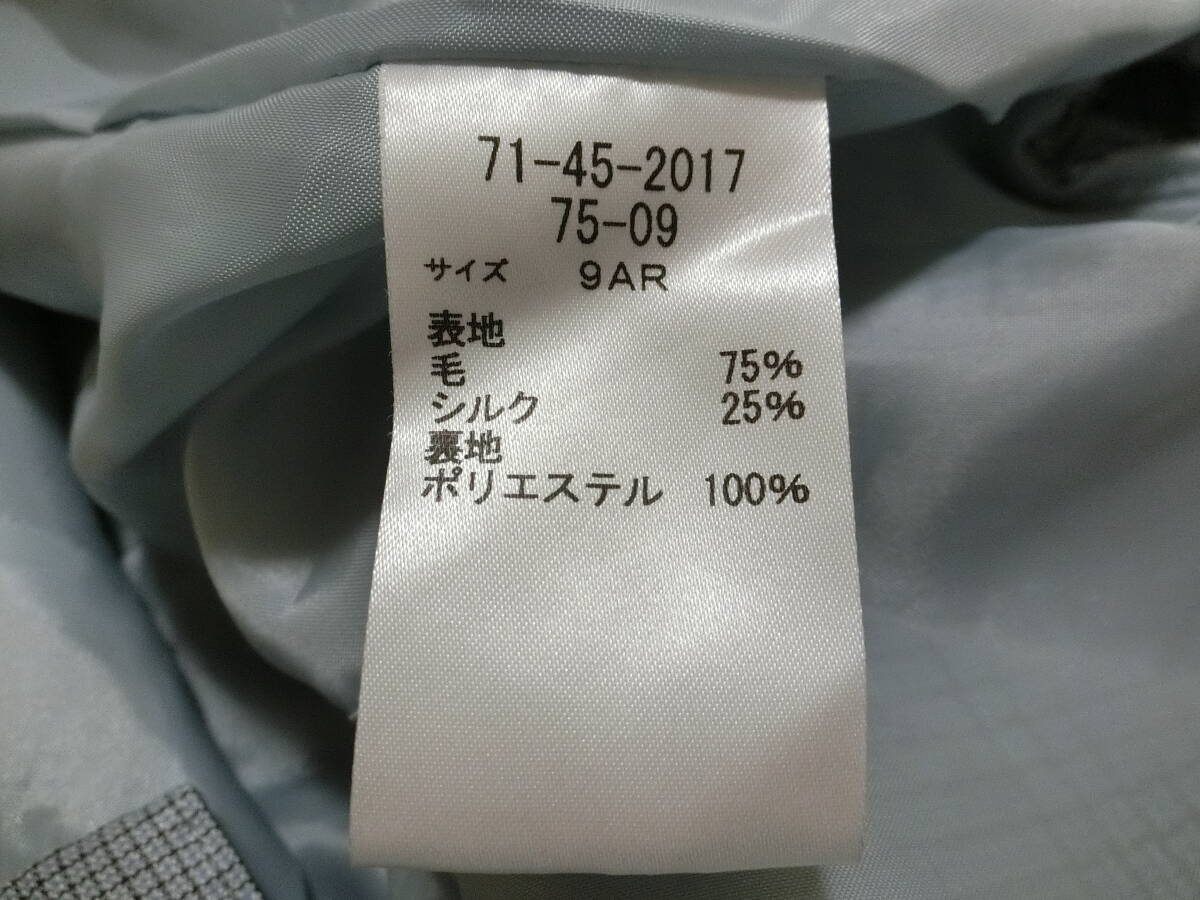 71-45-2017
75-09
サイズ 9AR
表地
毛 75%
シルク 25%
裏地
ポリエステル 100%